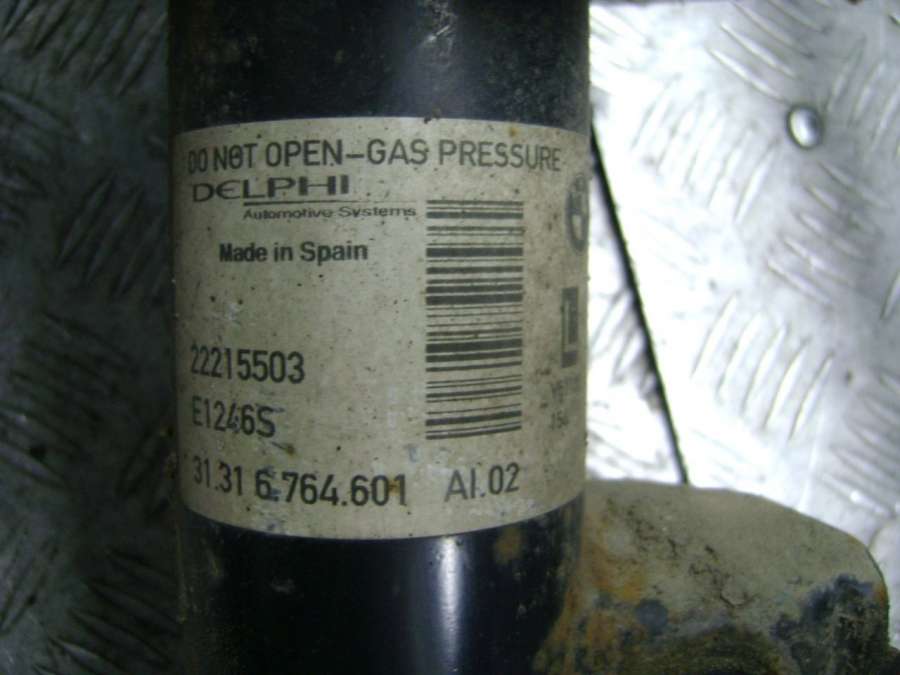 DO NOT OPEN-GAS PRESSURE
DELPHI
Automotive Systems
Made in Spain
22215503
E1246S
31.31 6.764.601 AI.02